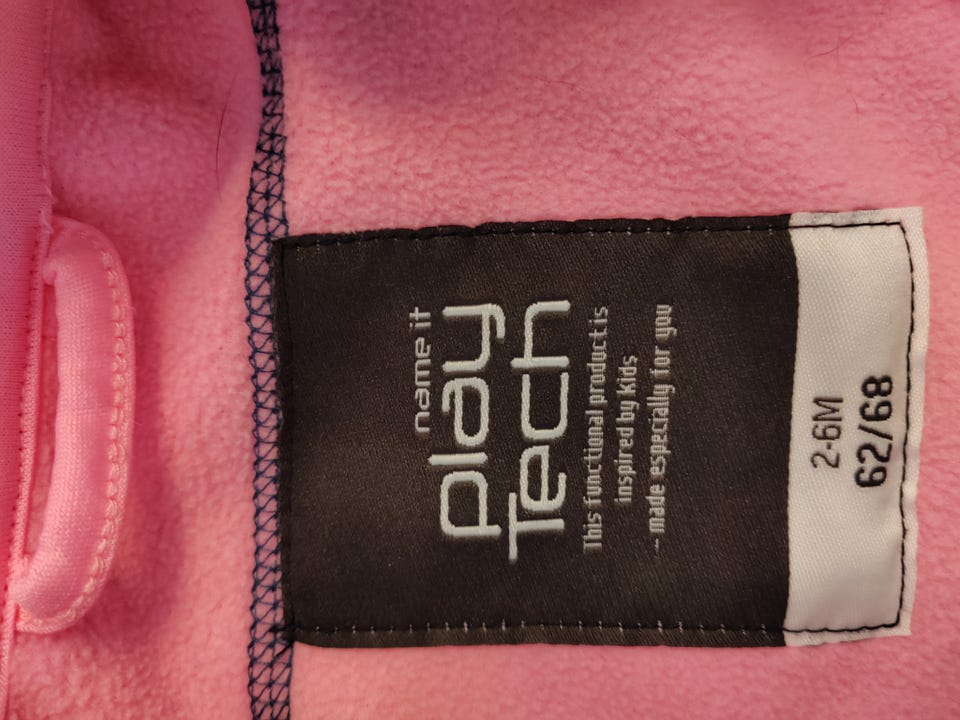 name it
play
Tech
This functional product is
inspired by kids
- made especially for you
2-6M
62/68